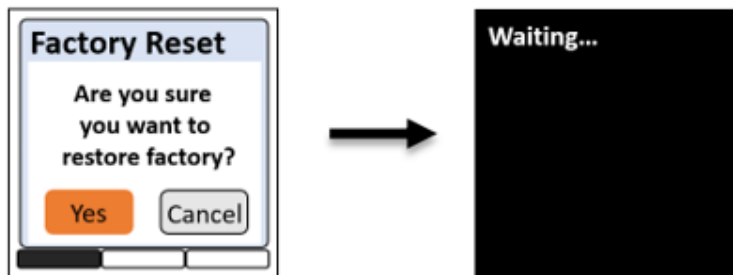 Factory Reset
Are you sure
you want to
restore factory?
Yes
Cancel
Waiting...